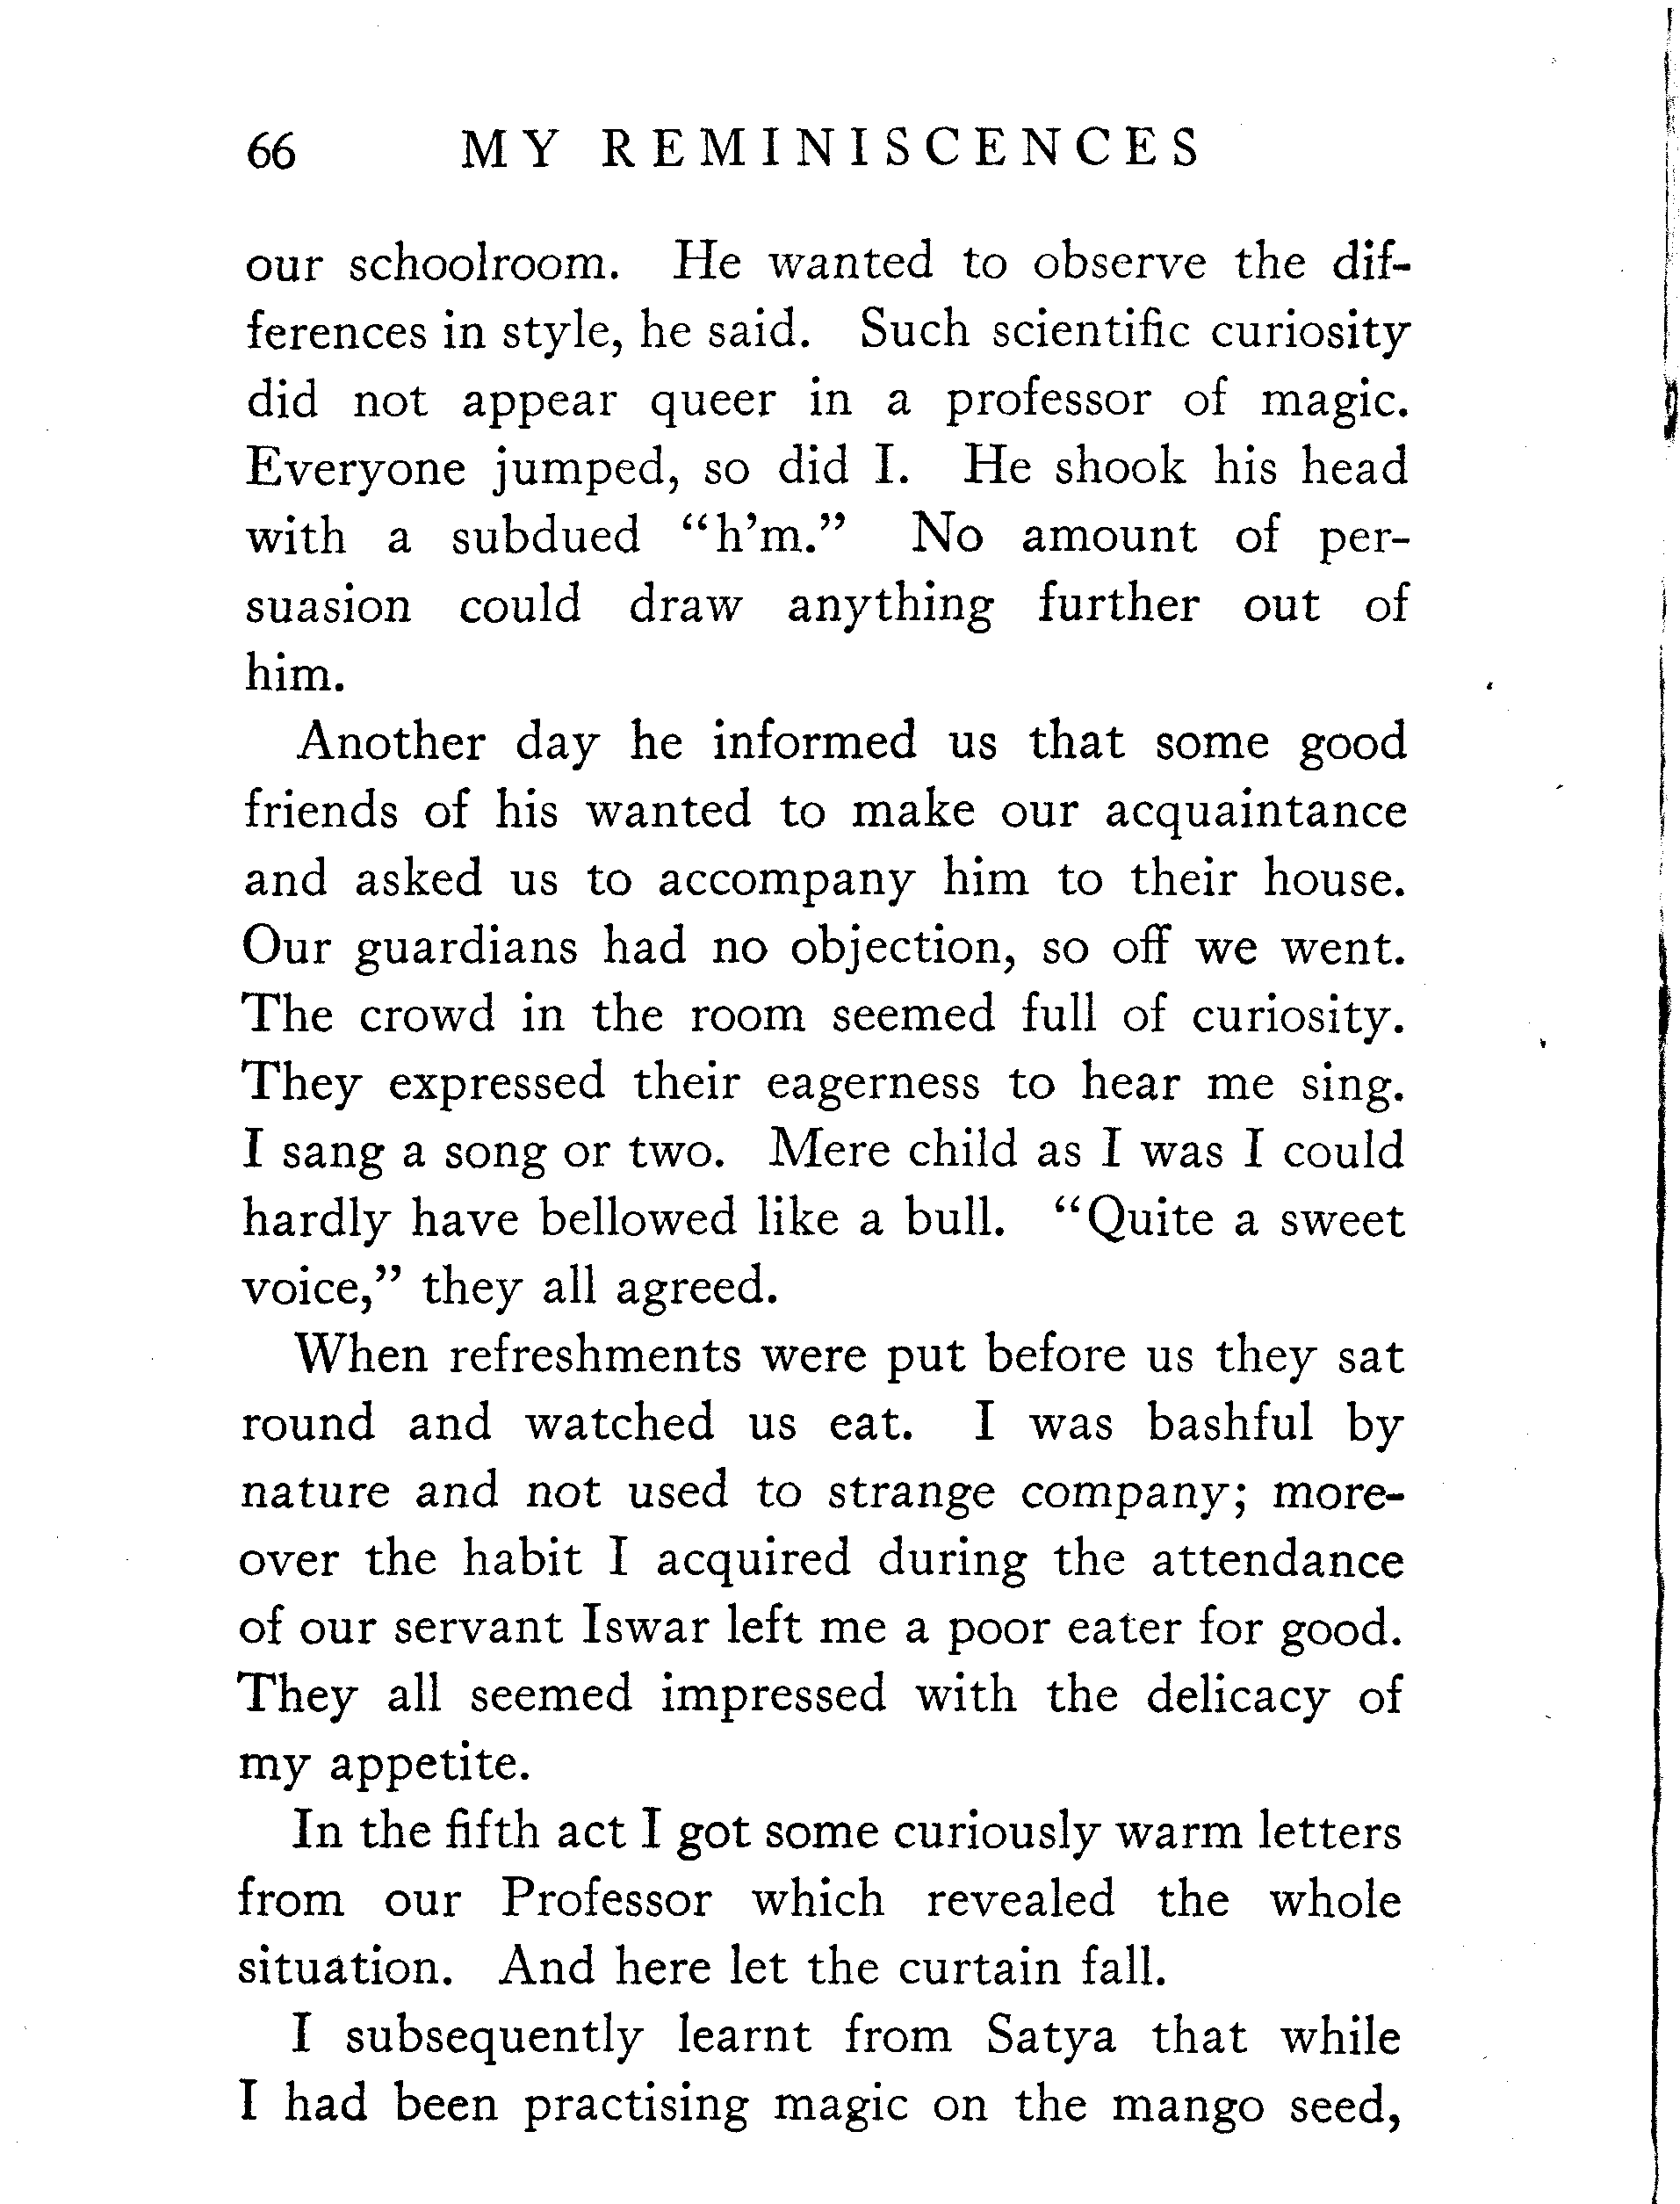 66 MY REMINISCENCES
our schoolroom. He wanted to observe the dif-
ferences in style, he said. Such scientific curiosity
did not appear queer in a professor of magic.
Everyone jumped, so did I. He shook his head
with a subdued “h’m.” No amount of per-
suasion could draw anything further out of
him.
Another day he informed us that some good
friends of his wanted to make our acquaintance
and asked us to accompany him to their house.
Our guardians had no objection, so off we went.
The crowd in the room seemed full of curiosity.
They expressed their eagerness to hear me sing.
I sang a song or two. Mere child as I was I could
hardly have bellowed like a bull. “Quite a sweet
voice,” they all agreed.
When refreshments were put before us they sat
round and watched us eat. I was bashful by
nature and not used to strange company; more-
over the habit I acquired during the attendance
of our servant Iswar left me a poor eater for good.
They all seemed impressed with the delicacy of
my appetite.
In the fifth act I got some curiously warm letters
from our Professor which revealed the whole
situation. And here let the curtain fall.
I subsequently learnt from Satya that while
I had been practising magic on the mango seed,